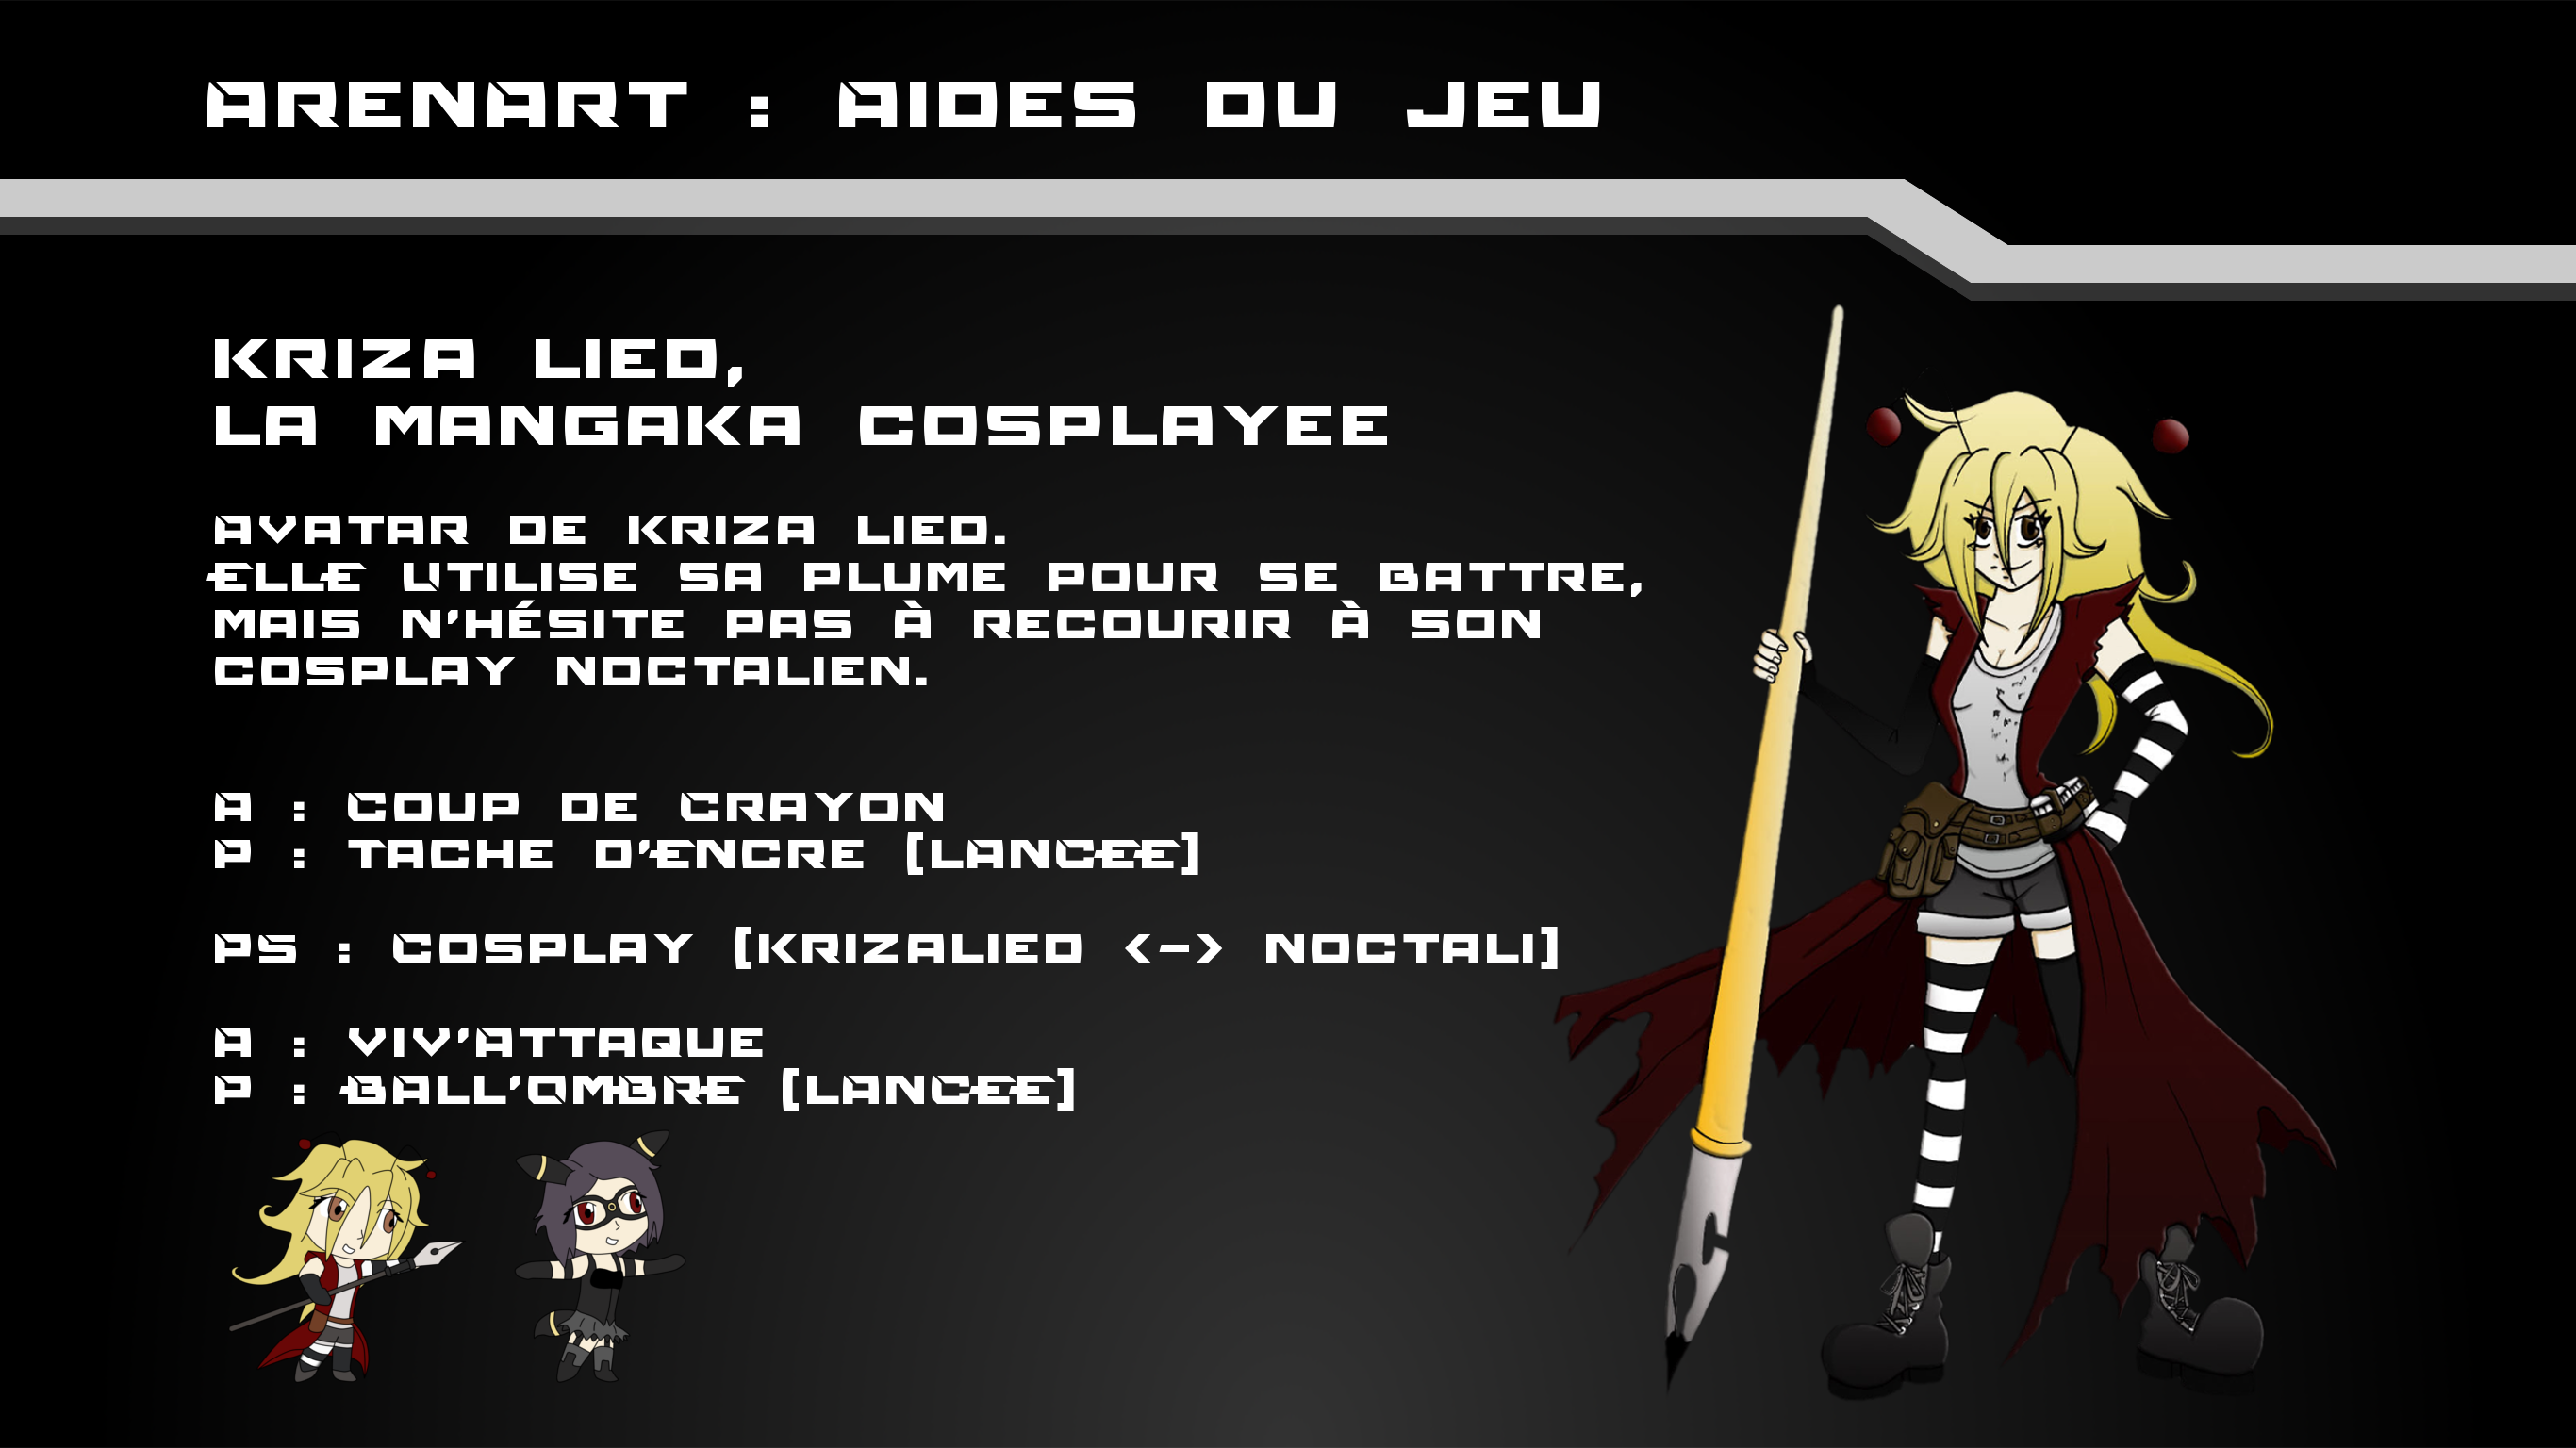 ARENART : AIDES DU JEU
KRIZA LIED,
LA MANGAKA COSPLAYEE
AVATAR DE KRIZA LIED.
ELLE UTILISE SA PLUME POUR SE BATTRE,
MAIS N'HÉSITE PAS À RECOURIR À SON
COSPLAY NOCTALIEN.
A : COUP DE CRAYON
P : TACHE D'ENCRE [LANCEE]
PS : COSPLAY [KRIZALIED <-> NOCTALI]
A : VIV'ATTAQUE
P : BALL'OMBRE [LANCEE]